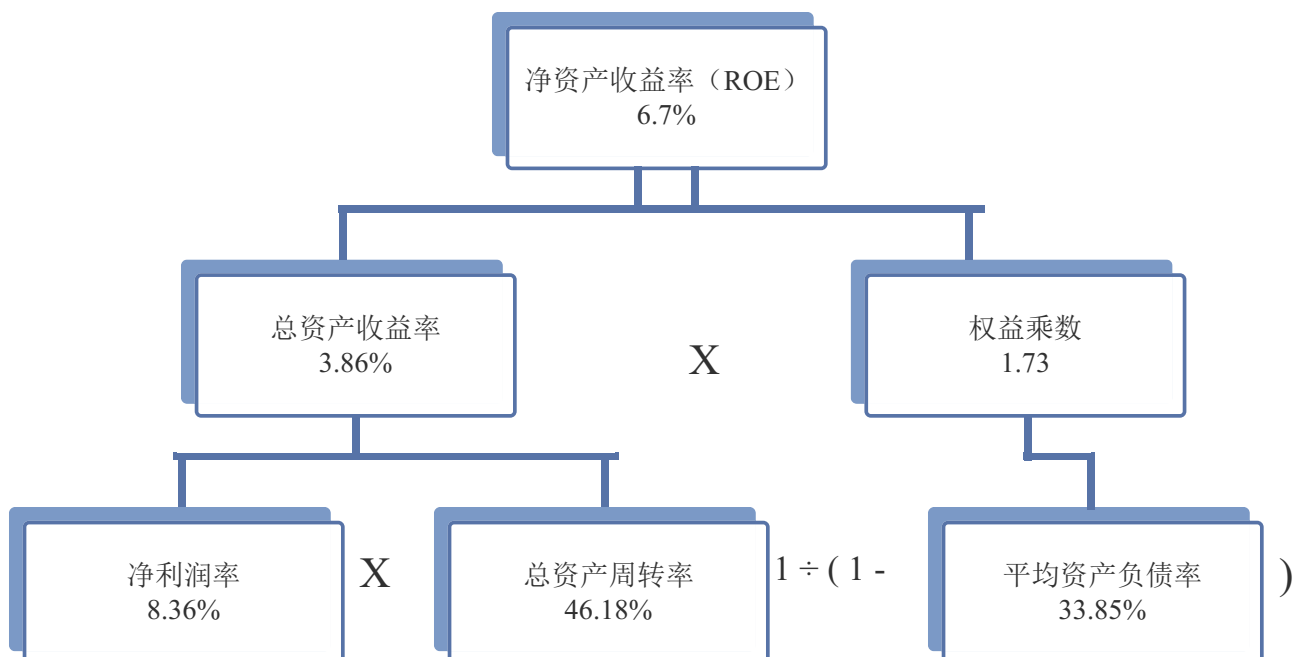 净资产收益率（ROE）
6.7%
总资产收益率
3.86%
X
权益乘数
1.73
净利润率
8.36%
X
总资产周转率
46.18%
1 ÷ ( 1 -
平均资产负债率
33.85%
)